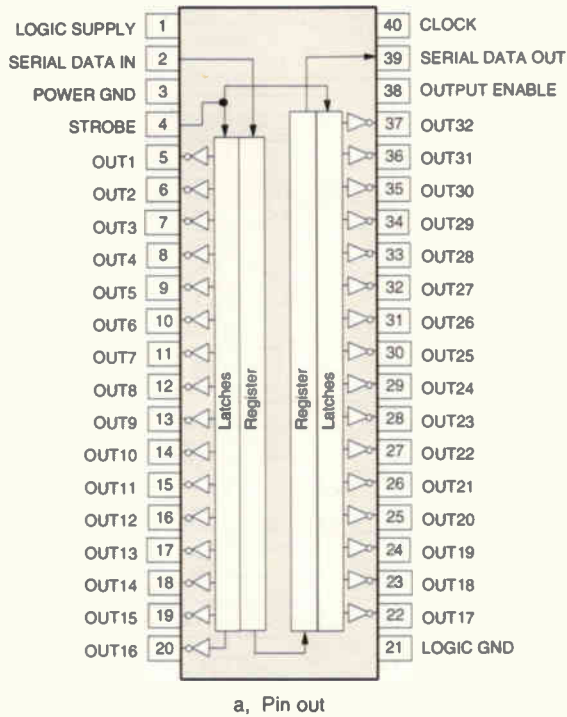 LOGIC SUPPLY 1
SERIAL DATA IN 2
POWER GND 3
STROBE 4
OUT1 5
OUT2 6
OUT3 7
OUT4 8
OUT5 9
OUT6 10
OUT7 11
OUT8 12
OUT9 13
OUT10 14
OUT11 15
OUT12 16
OUT13 17
OUT14 18
OUT15 19
OUT16 20
Latches
Register
Register
Latches
40 CLOCK
39 SERIAL DATA OUT
38 OUTPUT ENABLE
37 OUT32
36 OUT31
35 OUT30
34 OUT29
33 OUT28
32 OUT27
31 OUT26
30 OUT25
29 OUT24
28 OUT23
27 OUT22
26 OUT21
25 OUT20
24 OUT19
23 OUT18
22 OUT17
21 LOGIC GND
a, Pin out